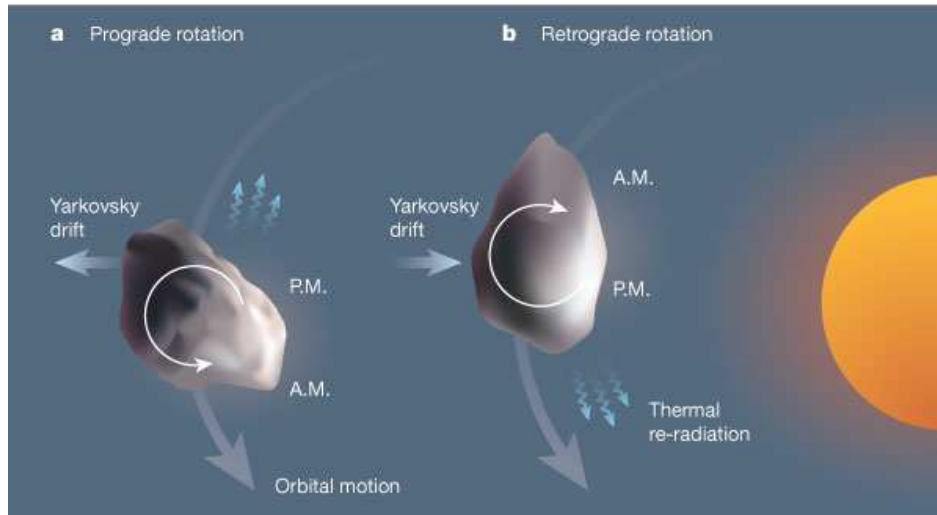 a Prograde rotation
b Retrograde rotation
Yarkovsky
drift
P.M.
A.M.
Orbital motion
Yarkovsky
drift
A.M.
P.M.
Thermal
re-radiation